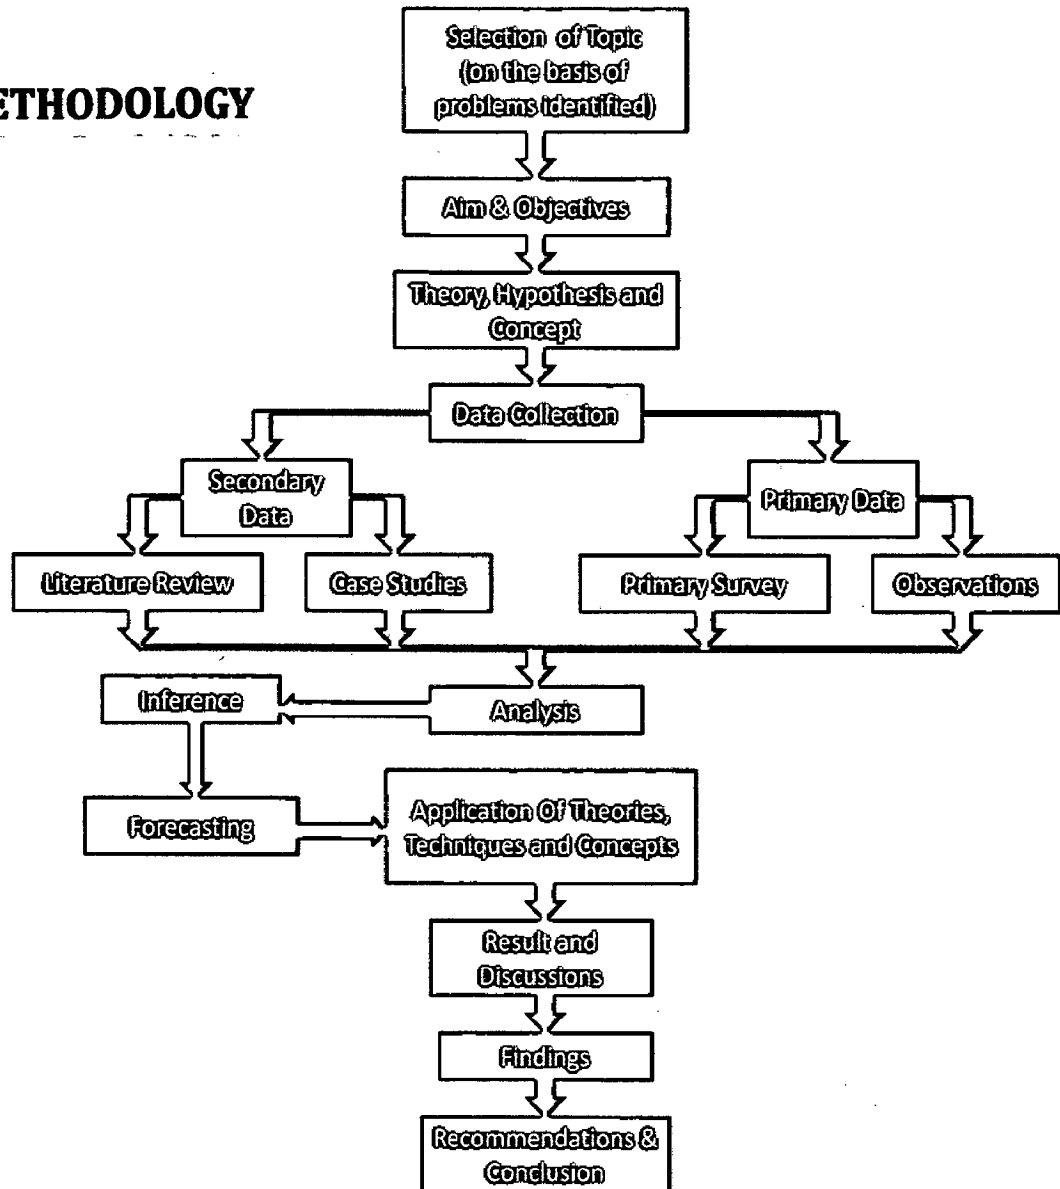 ETHODOLOGY
Selection of Topic
(on the basis of
problems identified)
Aim & Objectives
Theory, Hypothesis and
Concept
Data Collection
Secondary
Data
Primary Data
Literature Review
Case Studies
Primary Survey
Observations
Inference
Analysis
Forecasting
Application Of Theories,
Techniques and Concepts
Result and
Discussions
Findings
Recommendations &
Conclusion